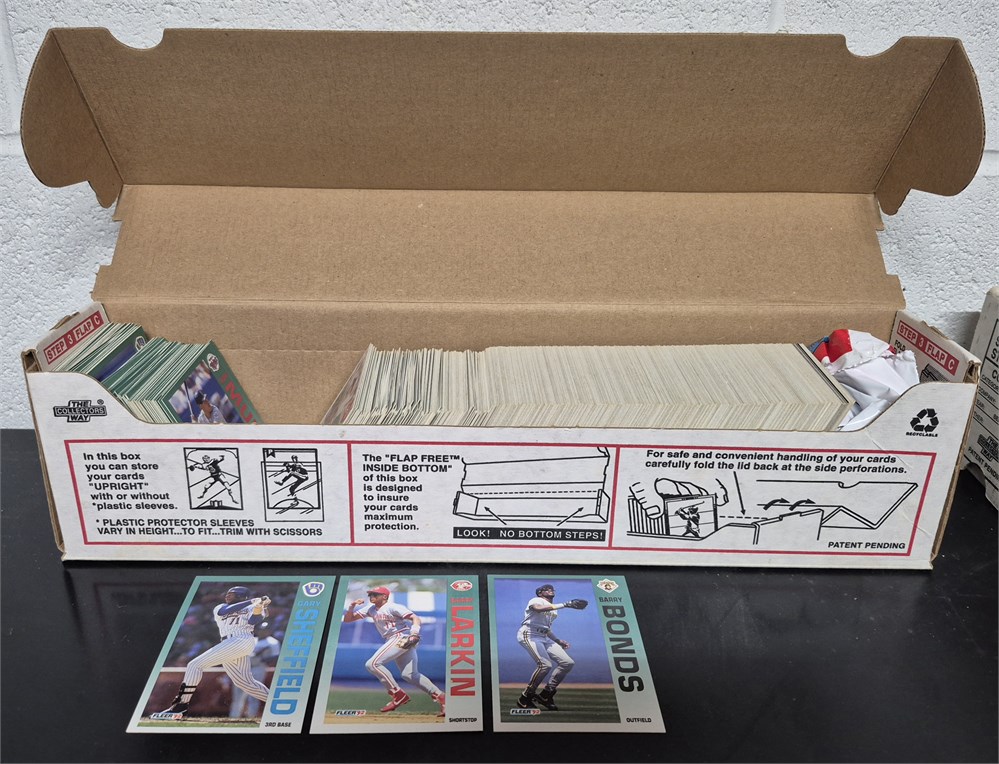 STEP 3 FLAP C
STEP 3 FLAP C
THE
COLLECTORS
WAY
®
RECYCLABLE
In this box
you can store
your cards
"UPRIGHT"
with or without
*plastic sleeves.
* PLASTIC PROTECTOR SLEEVES
VARY IN HEIGHT...TO FIT...TRIM WITH SCISSORS
The "FLAP FREE™
INSIDE BOTTOM"
of this box
is designed
to insure
your cards
maximum
protection.
LOOK! NO BOTTOM STEPS!
For safe and convenient handling of your cards
carefully fold the lid back at the side perforations.
PATENT PENDING
GARY
SHEFFIELD
FLEER '92
3RD BASE
LARKIN
FLEER '92
SHORTSTOP
BARRY
BONDS
FLEER '92
OUTFIELD